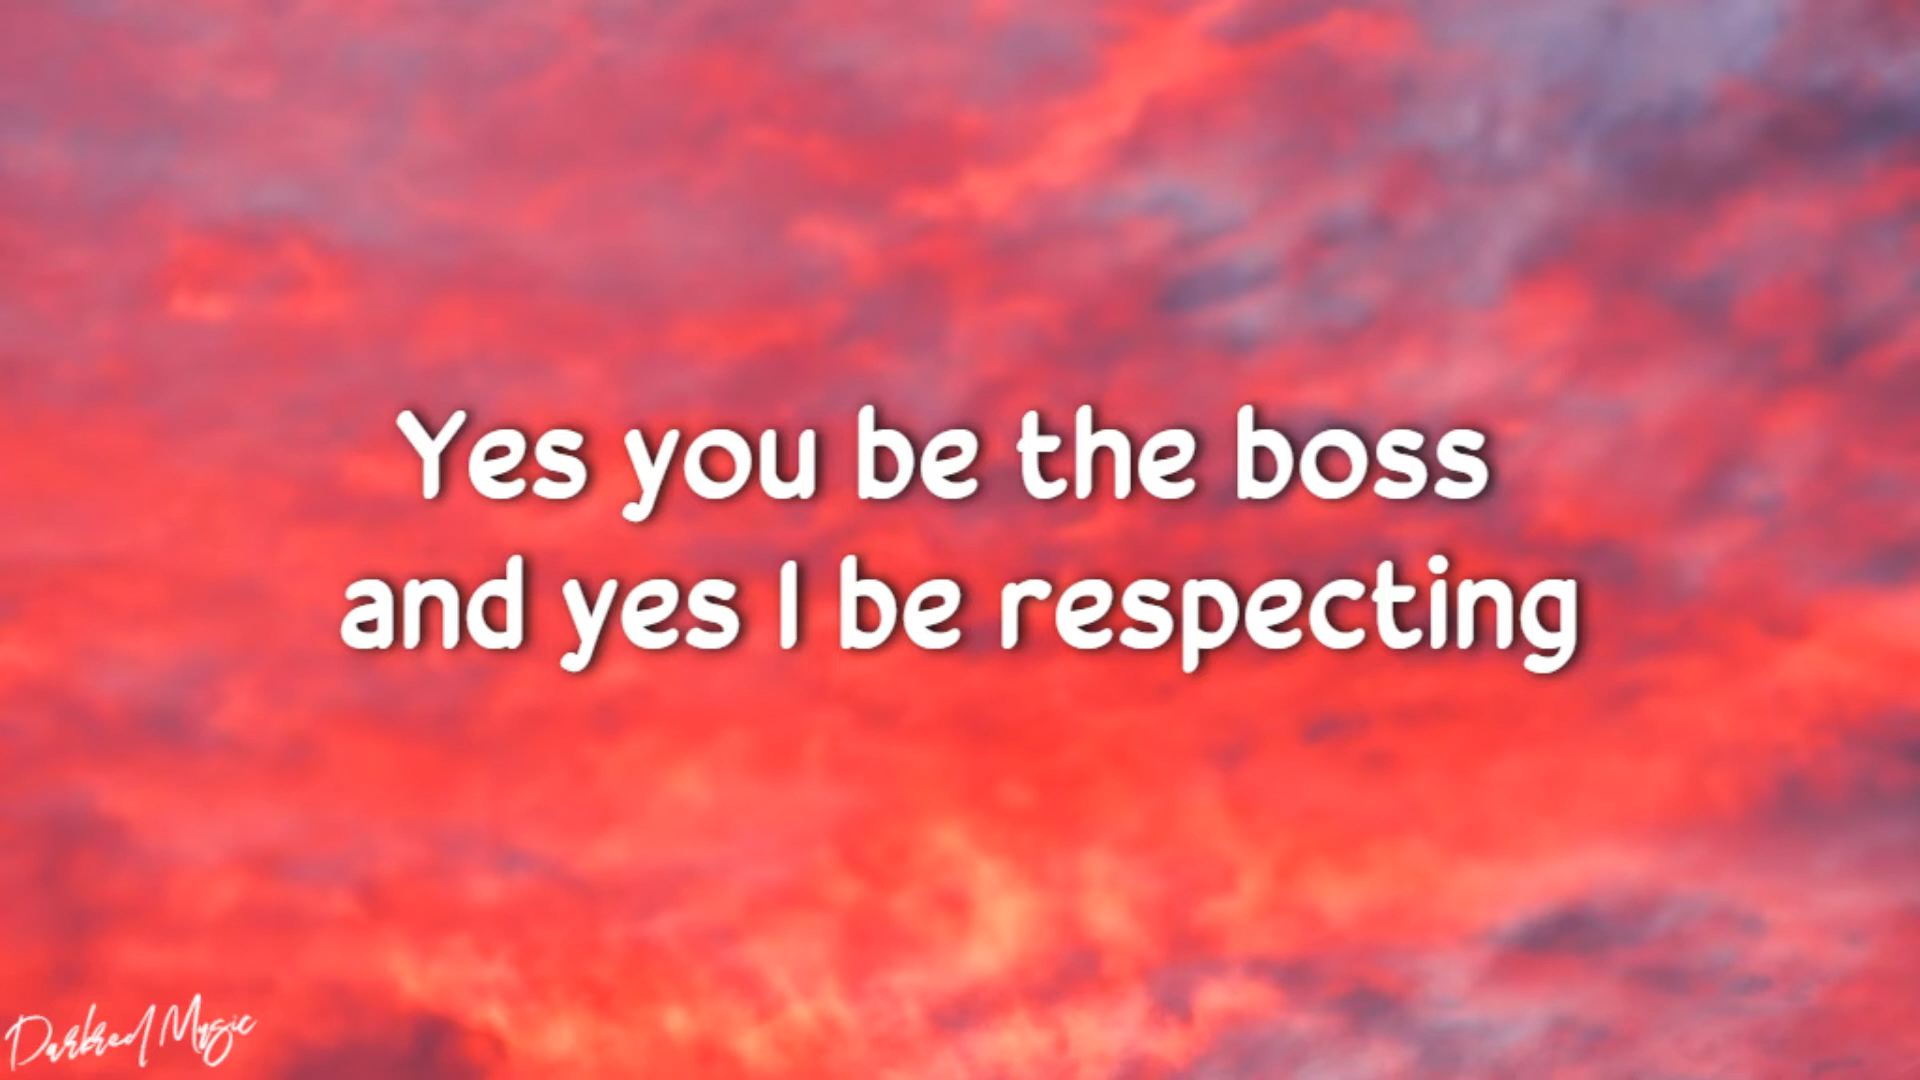 Yes you be the boss
and yes I be respecting
Darkred Music